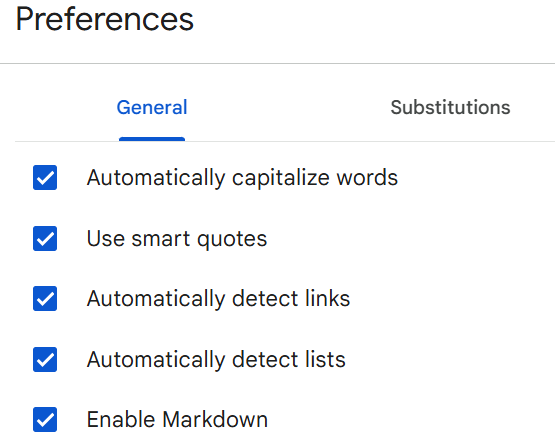 Preferences
General Substitutions
Automatically capitalize words
Use smart quotes
Automatically detect links
Automatically detect lists
Enable Markdown